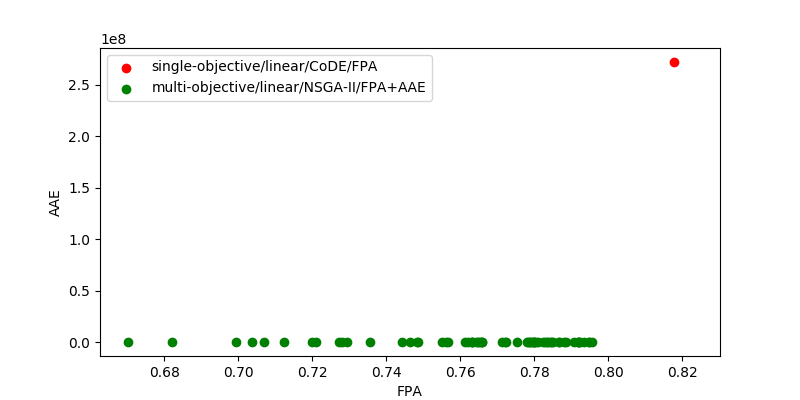 1e8
single-objective/linear/CoDE/FPA
multi-objective/linear/NSGA-II/FPA+AAE
2.5
2.0
1.5
1.0
0.5
0.0
AAE
0.68 0.70 0.72 0.74 0.76 0.78 0.80 0.82
FPA